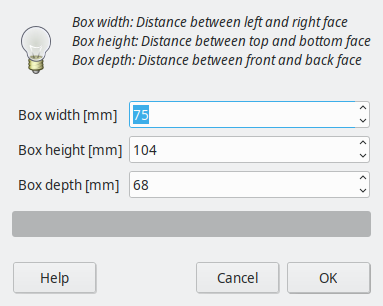 Box width: Distance between left and right face
Box height: Distance between top and bottom face
Box depth: Distance between front and back face
Box width [mm] 75
Box height [mm] 104
Box depth [mm] 68
Help Cancel OK